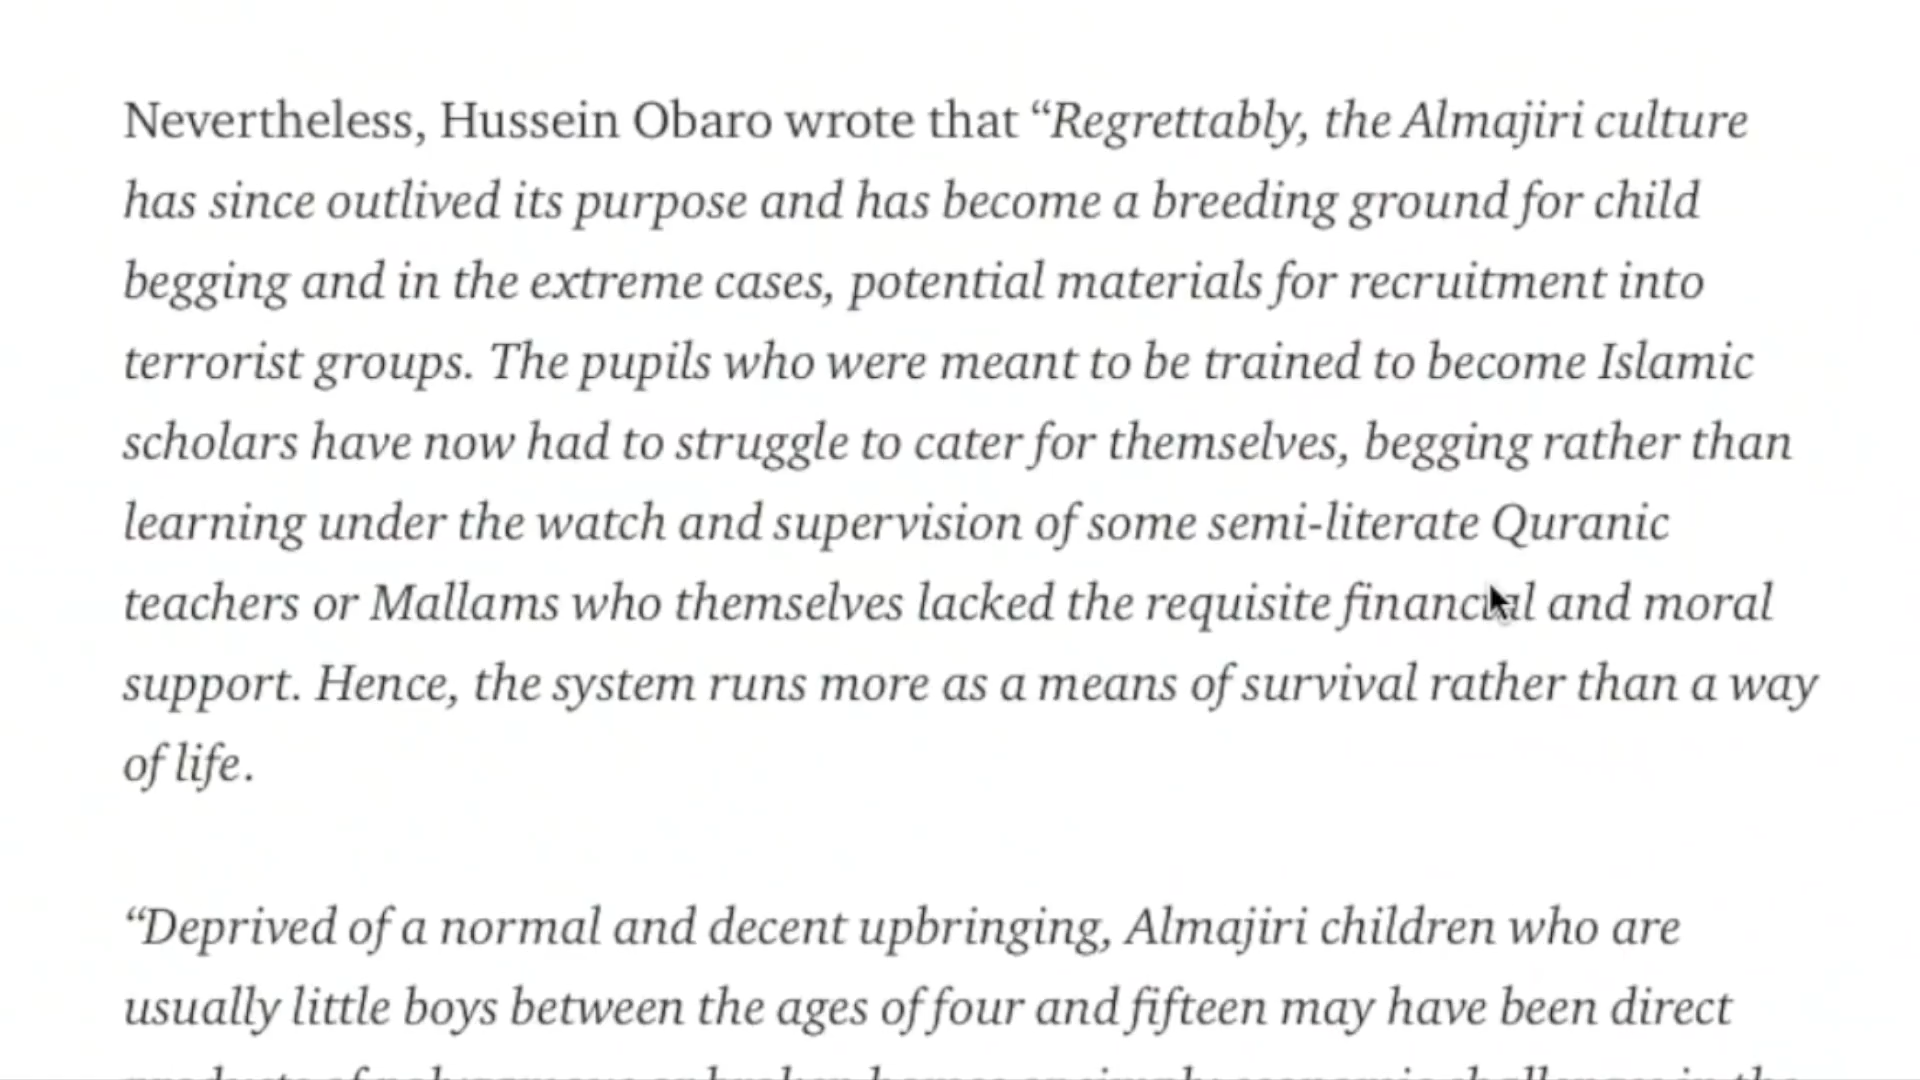 Nevertheless, Hussein Obaro wrote that “Regrettably, the Almajiri culture
has since outlived its purpose and has become a breeding ground for child
begging and in the extreme cases, potential materials for recruitment into
terrorist groups. The pupils who were meant to be trained to become Islamic
scholars have now had to struggle to cater for themselves, begging rather than
learning under the watch and supervision of some semi-literate Quranic
teachers or Mallams who themselves lacked the requisite financial and moral
support. Hence, the system runs more as a means of survival rather than a way
of life.
“Deprived of a normal and decent upbringing, Almajiri children who are
usually little boys between the ages of four and fifteen may have been direct